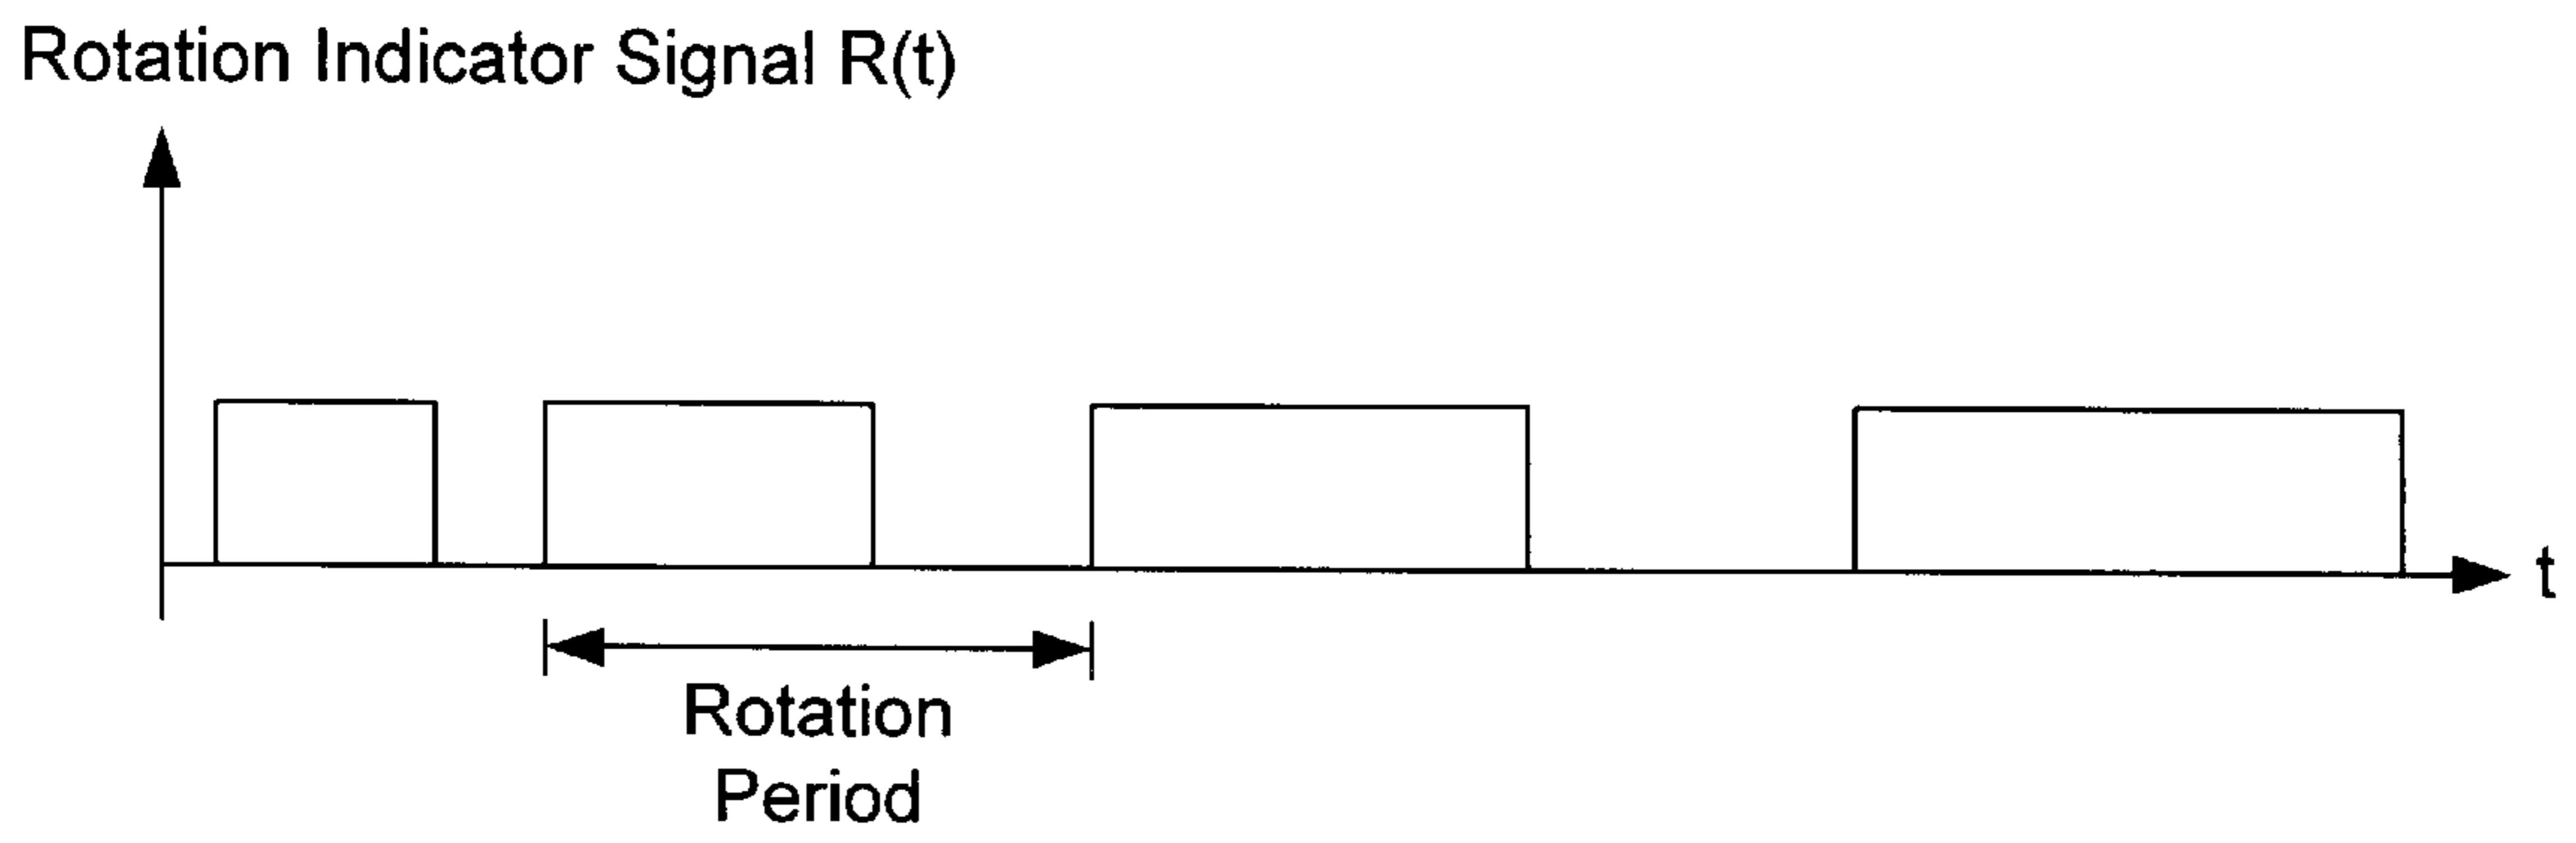 Rotation Indicator Signal R(t)
t
Rotation
Period